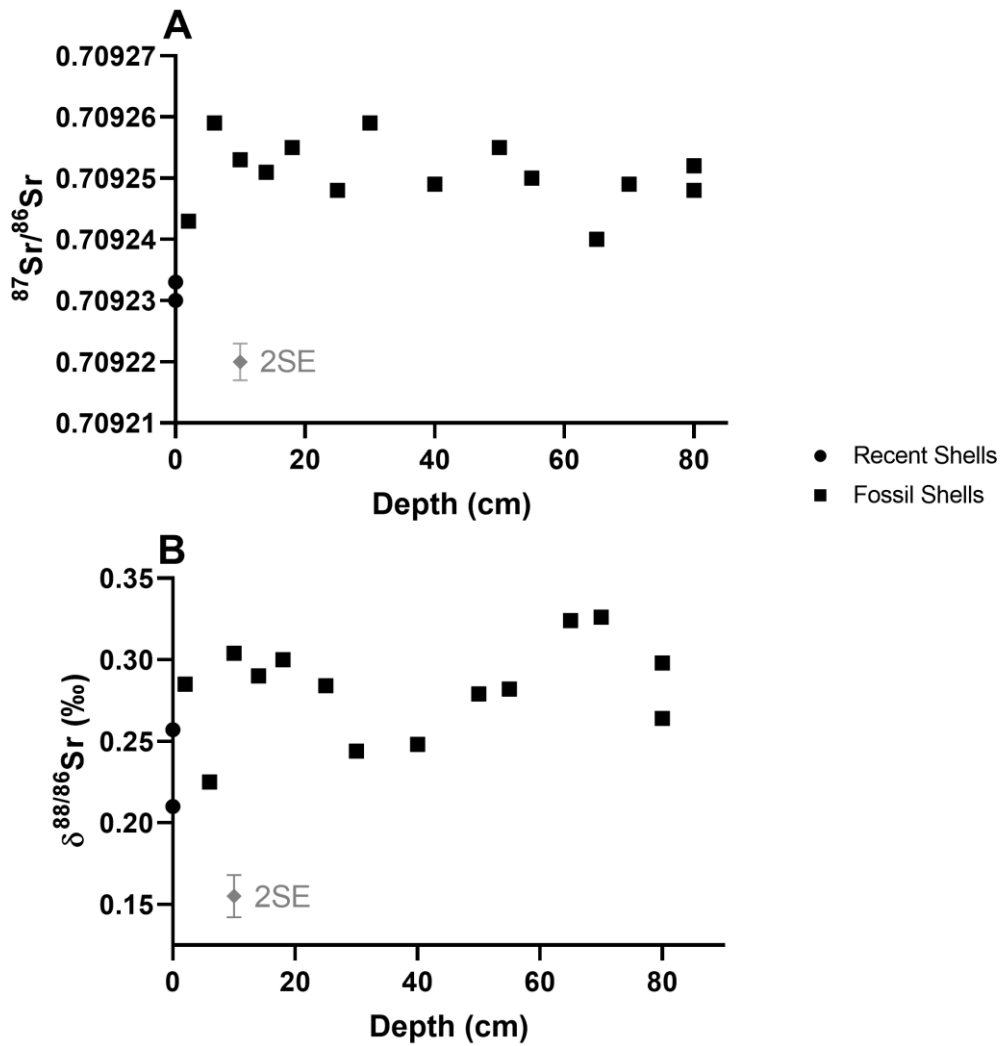 A
0.70927
0.70926
0.70925
0.70924
0.70923
0.70922
0.70921
⁸⁷Sr/⁸⁶Sr
2SE
0 20 40 60 80
Depth (cm)
Recent Shells
Fossil Shells
B
0.35
0.30
0.25
0.20
0.15
δ⁸⁸/⁸⁶Sr (‰)
2SE
0 20 40 60 80
Depth (cm)